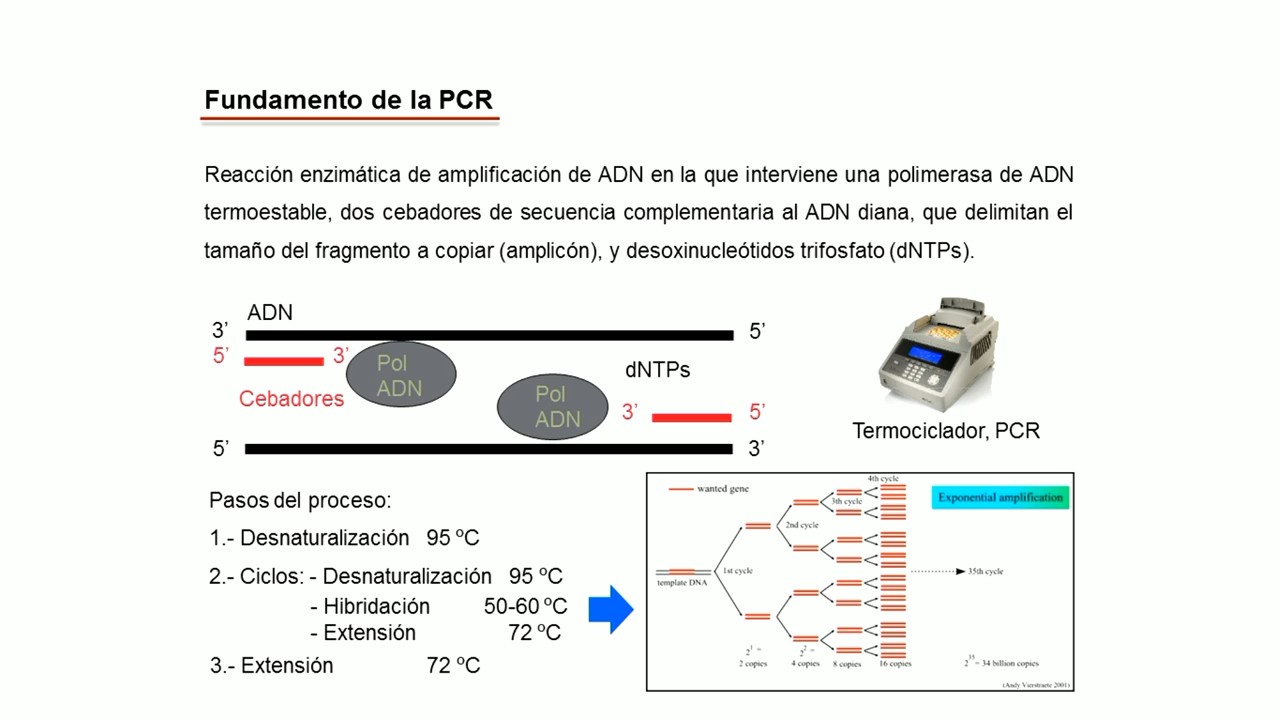 Fundamento de la PCR
Reacción enzimática de amplificación de ADN en la que interviene una polimerasa de ADN
termoestable, dos cebadores de secuencia complementaria al ADN diana, que delimitan el
tamaño del fragmento a copiar (amplicón), y desoxinucleótidos trifosfato (dNTPs).
ADN
3’ 5’
5’ 3’
Pol
ADN
Cebadores
dNTPs
Pol
ADN
3’ 5’
5’ 3’
Termociclador, PCR
Pasos del proceso:
1.- Desnaturalización 95 ºC
2.- Ciclos: - Desnaturalización 95 ºC
- Hibridación 50-60 ºC
- Extensión 72 ºC
3.- Extensión 72 ºC
wanted gene
4th cycle
Exponential amplification
3th cycle
2nd cycle
1st cycle
template DNA
35th cycle
2¹ =
2 copies
2² =
4 copies
8 copies
16 copies
2³⁵ = 34 billion copies
(Andy Vierstraete 2001)